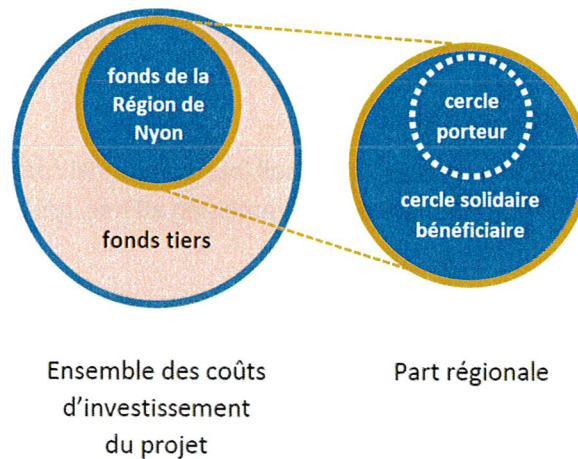 fonds de la
Région de
Nyon
fonds tiers
cercle
porteur
cercle solidaire
bénéficiaire
Ensemble des coûts
d’investissement
du projet
Part régionale